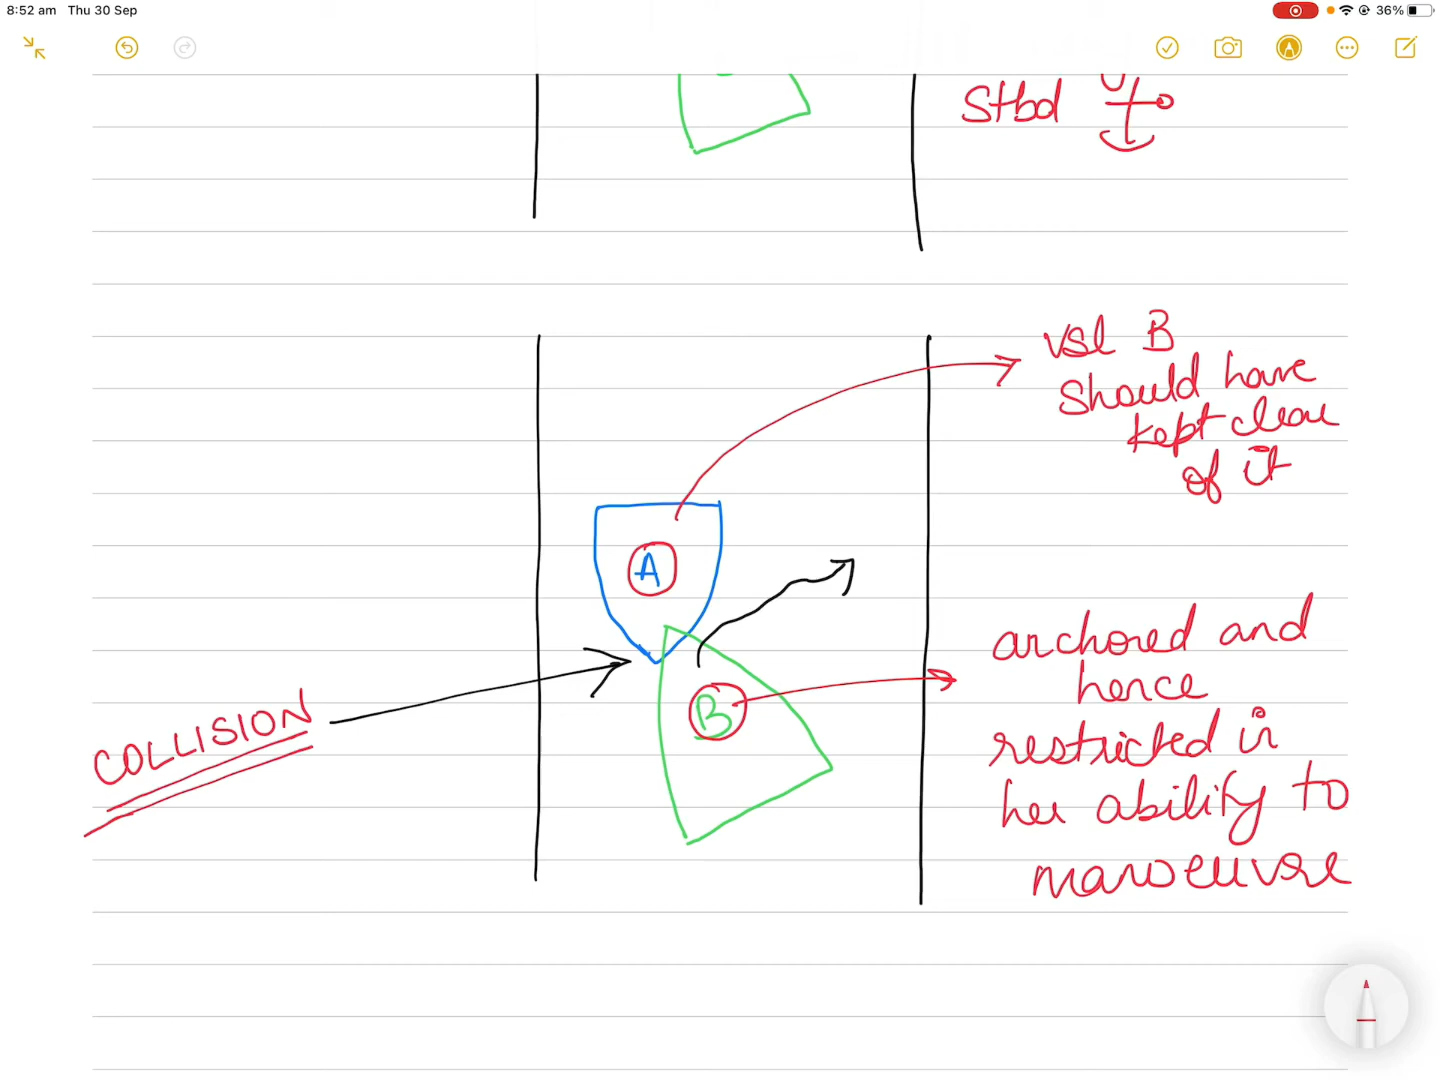 8:52 am Thu 30 Sep
36%
Stbd
vsl B
should have
kept clear
of it
A
anchored and
hence
B
restricted in
her ability to
manoeuvre
COLLISION